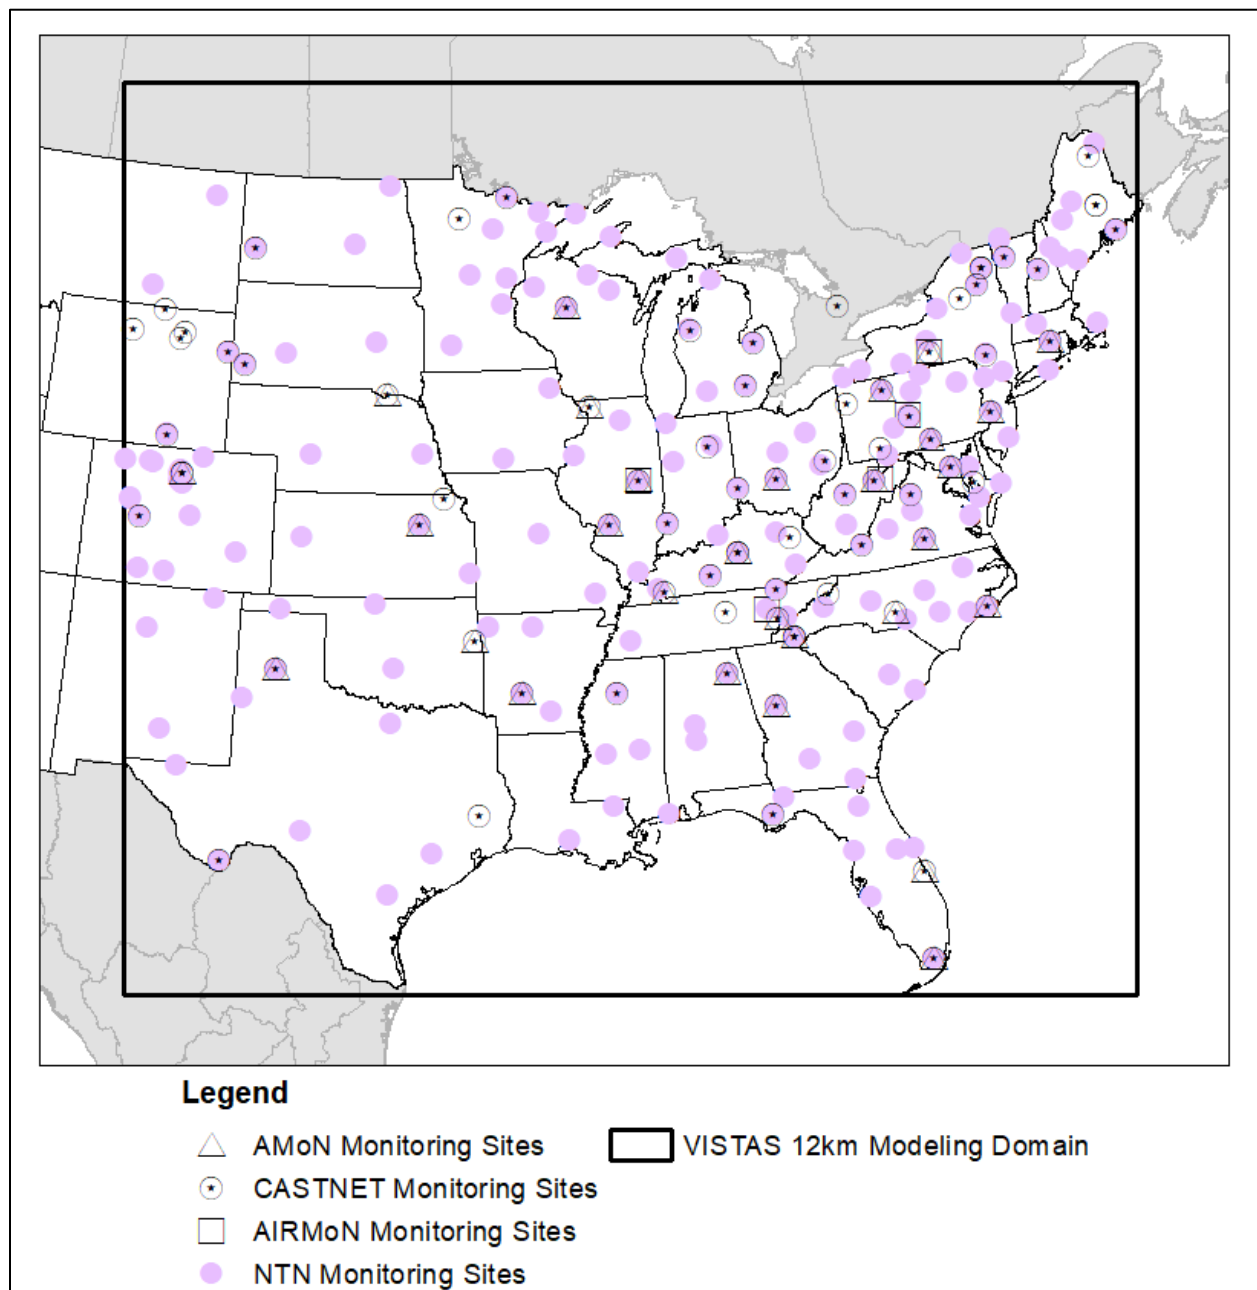 Legend
AMoN Monitoring Sites
VISTAS 12km Modeling Domain
CASTNET Monitoring Sites
AIRMoN Monitoring Sites
NTN Monitoring Sites